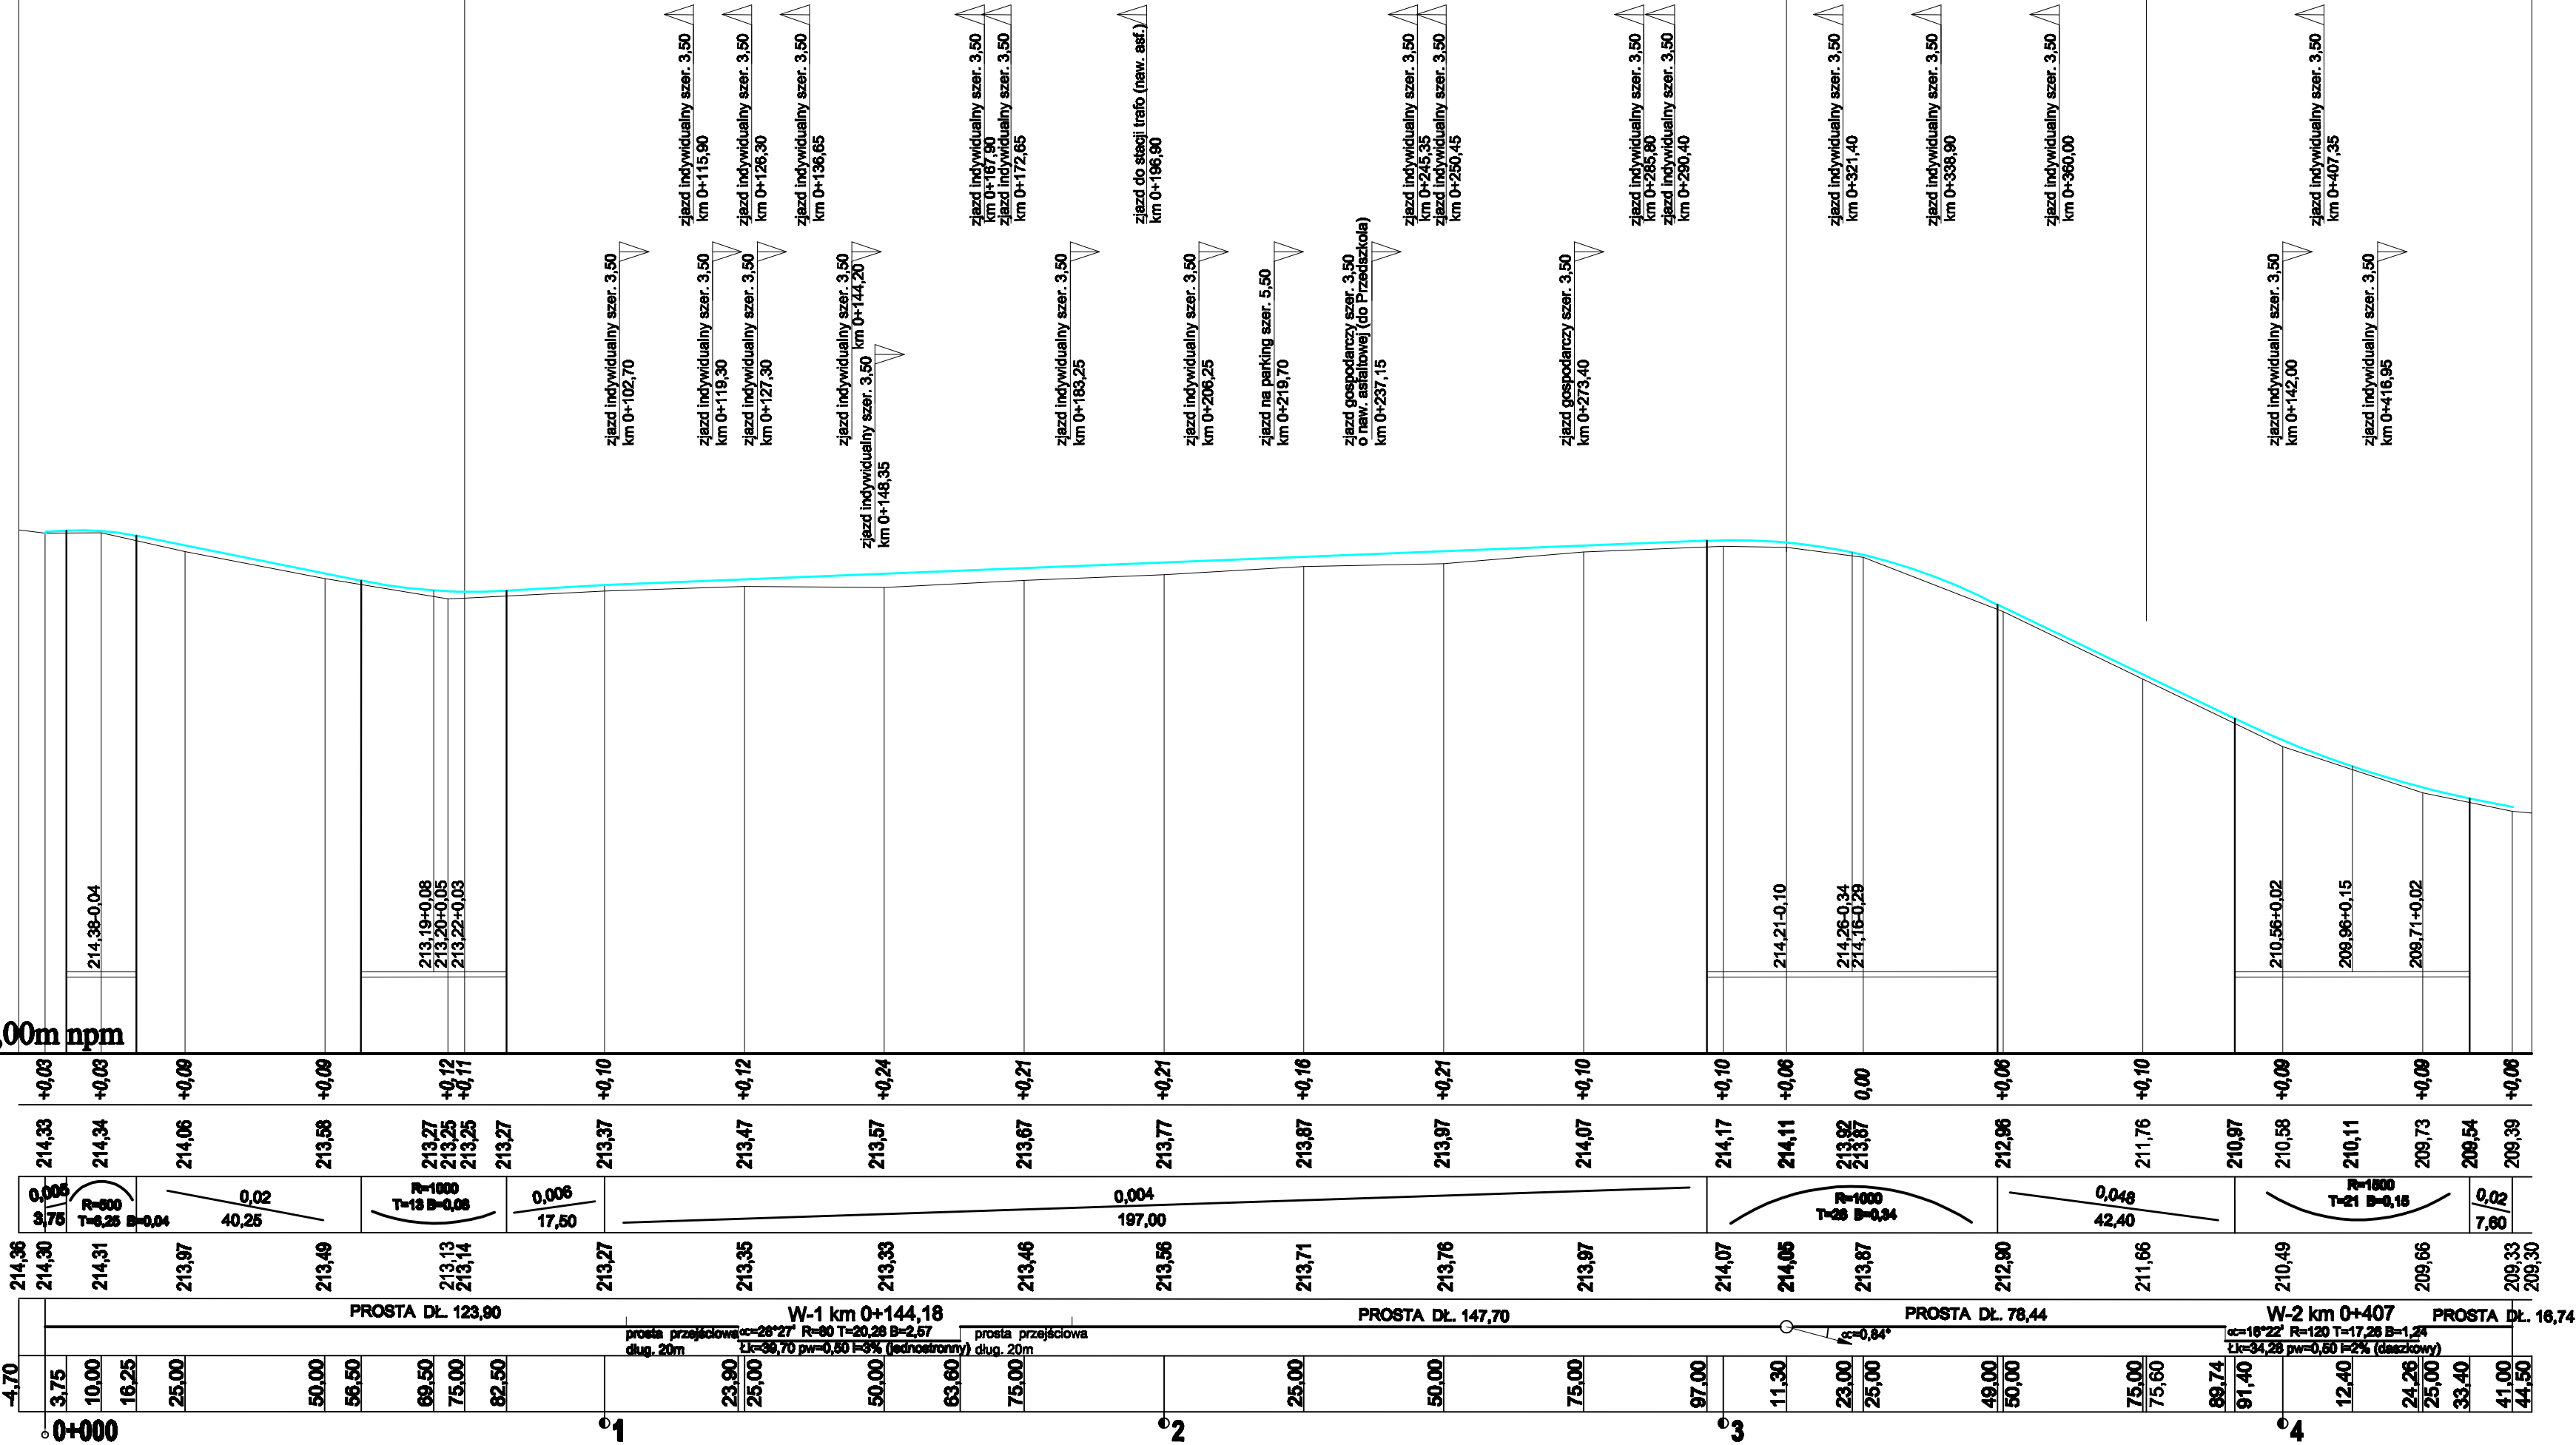 zjazd indywidualny szer. 3,50
km 0+115,90
zjazd indywidualny szer. 3,50
km 0+126,30
zjazd indywidualny szer. 3,50
km 0+136,65
zjazd indywidualny szer. 3,50
km 0+167,90
zjazd indywidualny szer. 3,50
km 0+172,65
zjazd do stacji trafo (naw. asf.)
km 0+196,90
zjazd indywidualny szer. 3,50
km 0+245,35
zjazd indywidualny szer. 3,50
km 0+250,45
zjazd indywidualny szer. 3,50
km 0+285,80
zjazd indywidualny szer. 3,50
km 0+290,40
zjazd indywidualny szer. 3,50
km 0+321,40
zjazd indywidualny szer. 3,50
km 0+338,90
zjazd indywidualny szer. 3,50
km 0+360,00
zjazd indywidualny szer. 3,50
km 0+407,35
zjazd indywidualny szer. 3,50
km 0+102,70
zjazd indywidualny szer. 3,50
km 0+119,30
zjazd indywidualny szer. 3,50
km 0+127,30
zjazd indywidualny szer. 3,50
km 0+144,20
zjazd indywidualny szer. 3,50
km 0+148,35
zjazd indywidualny szer. 3,50
km 0+183,25
zjazd indywidualny szer. 3,50
km 0+206,25
zjazd na parking szer. 5,50
km 0+219,70
zjazd gospodarczy szer. 3,50
o naw. asfaltowej (do Przedszkola)
km 0+237,15
zjazd gospodarczy szer. 3,50
km 0+273,40
zjazd indywidualny szer. 3,50
km 0+142,00
zjazd indywidualny szer. 3,50
km 0+416,95
214,38-0,04
213,19+0,08
213,20+0,05
213,22+0,03
214,21-0,10
214,26-0,34
214,16-0,29
210,56+0,02
209,96+0,15
209,71+0,02
,00m npm
+0,03 +0,03 +0,09 +0,09 +0,12 +0,11 +0,10 +0,12 +0,24 +0,21 +0,21 +0,16 +0,21 +0,10 +0,10 +0,06 0,00 +0,06 +0,10 +0,09 +0,09 +0,06
214,33 214,34 214,06 213,58 213,27 213,25 213,25 213,27 213,37 213,47 213,57 213,67 213,77 213,87 213,97 214,07 214,17 214,11 213,92 213,87 212,96 211,76 210,97 210,58 210,11 209,73 209,54 209,39
0,005
3,75
R=500
T=6,25 B=0,04
0,02
40,25
R=1000
T=13 B=0,08
0,006
17,50
0,004
197,00
R=1000
T=26 B=0,34
0,048
42,40
R=1500
T=21 B=0,15
0,02
7,60
214,36 214,30 214,31 213,97 213,49 213,13 213,14 213,27 213,35 213,33 213,46 213,56 213,71 213,76 213,97 214,07 214,05 213,87 212,90 211,66 210,49 209,66 209,33 209,30
PROSTA DŁ. 123,90
prosta przejściowa
dług. 20m
W-1 km 0+144,18
∝=28°27' R=80 T=20,28 B=2,57
Łk=39,70 pw=0,50 i=3% (jednostronny)
prosta przejściowa
dług. 20m
PROSTA DŁ. 147,70
∝=0,84°
PROSTA DŁ. 78,44
W-2 km 0+407
∝=16°22' R=120 T=17,26 B=1,24
Łk=34,28 pw=0,50 i=2% (daszkowy)
PROSTA DŁ. 16,74
-4,70 3,75 10,00 16,25 25,00 50,00 56,50 69,50 75,00 82,50 23,90 25,00 50,00 63,60 75,00 25,00 50,00 75,00 97,00 11,30 23,00 25,00 49,00 50,00 75,00 75,60 89,74 91,40 12,40 24,26 25,00 33,40 41,00 44,50
0+000 1 2 3 4